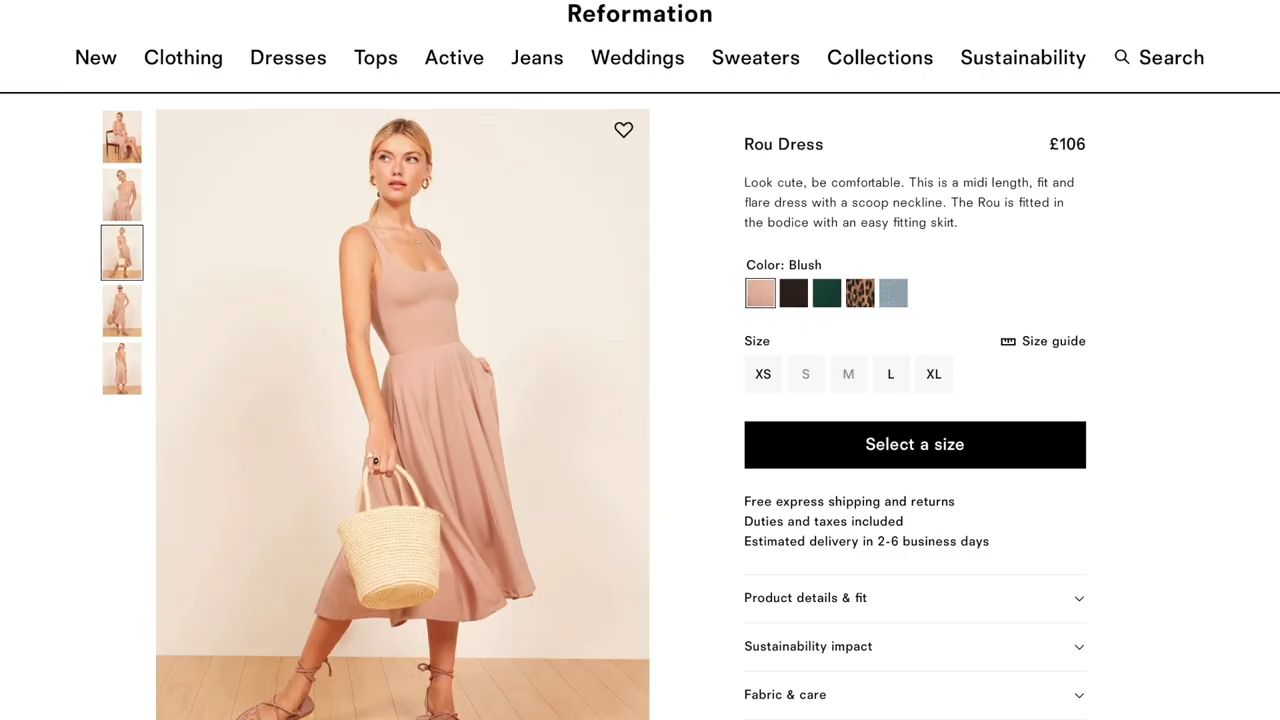 Reformation
New Clothing Dresses Tops Active Jeans Weddings Sweaters Collections Sustainability Search
Rou Dress £106
Look cute, be comfortable. This is a midi length, fit and
flare dress with a scoop neckline. The Rou is fitted in
the bodice with an easy fitting skirt.
Color: Blush
Size Size guide
XS S M L XL
Select a size
Free express shipping and returns
Duties and taxes included
Estimated delivery in 2-6 business days
Product details & fit
Sustainability impact
Fabric & care